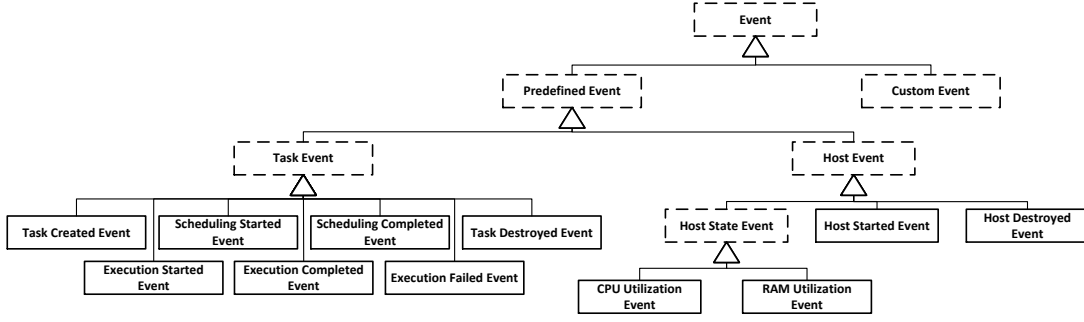 Event
Predefined Event
Custom Event
Task Event
Host Event
Task Created Event
Scheduling Started
Event
Scheduling Completed
Event
Task Destroyed Event
Host State Event
Host Started Event
Host Destroyed
Event
Execution Started
Event
Execution Completed
Event
Execution Failed Event
CPU Utilization
Event
RAM Utilization
Event